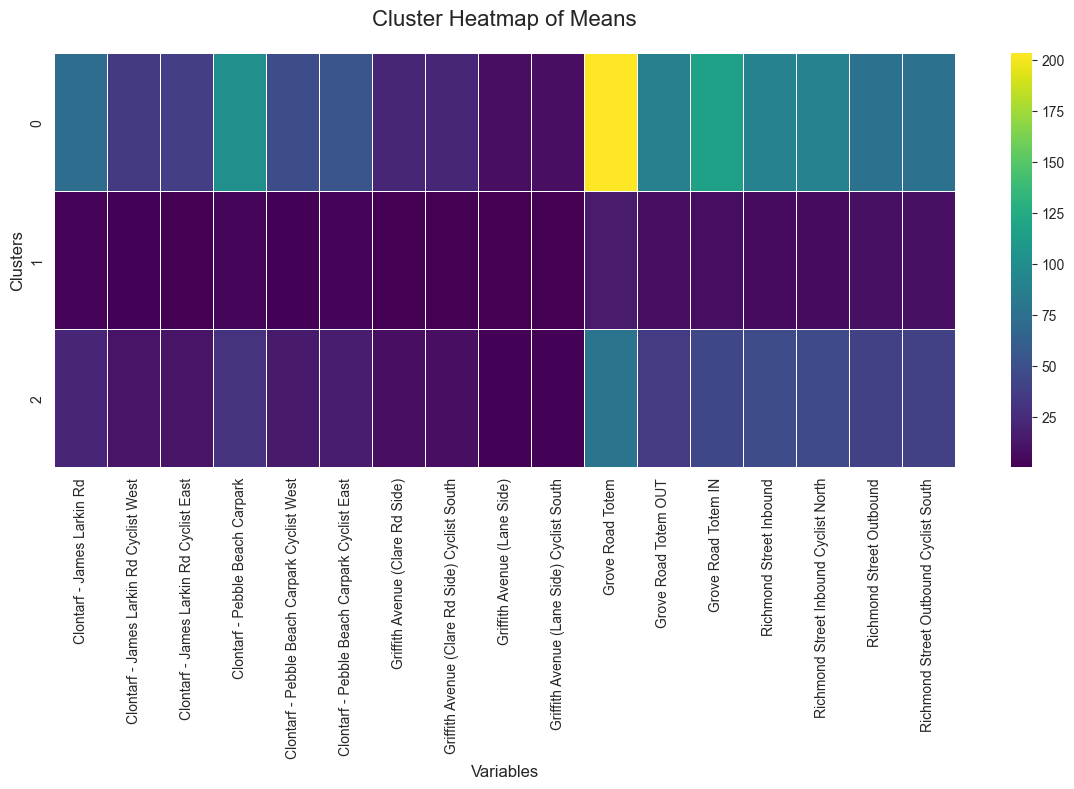 Cluster Heatmap of Means
Clusters
0
1
2
200
175
150
125
100
75
50
25
Clontarf - James Larkin Rd
Clontarf - James Larkin Rd Cyclist West
Clontarf - James Larkin Rd Cyclist East
Clontarf - Pebble Beach Carpark
Clontarf - Pebble Beach Carpark Cyclist West
Clontarf - Pebble Beach Carpark Cyclist East
Griffith Avenue (Clare Rd Side)
Griffith Avenue (Clare Rd Side) Cyclist South
Griffith Avenue (Lane Side)
Griffith Avenue (Lane Side) Cyclist South
Grove Road Totem
Grove Road Totem OUT
Grove Road Totem IN
Richmond Street Inbound
Richmond Street Inbound Cyclist North
Richmond Street Outbound
Richmond Street Outbound Cyclist South
Variables